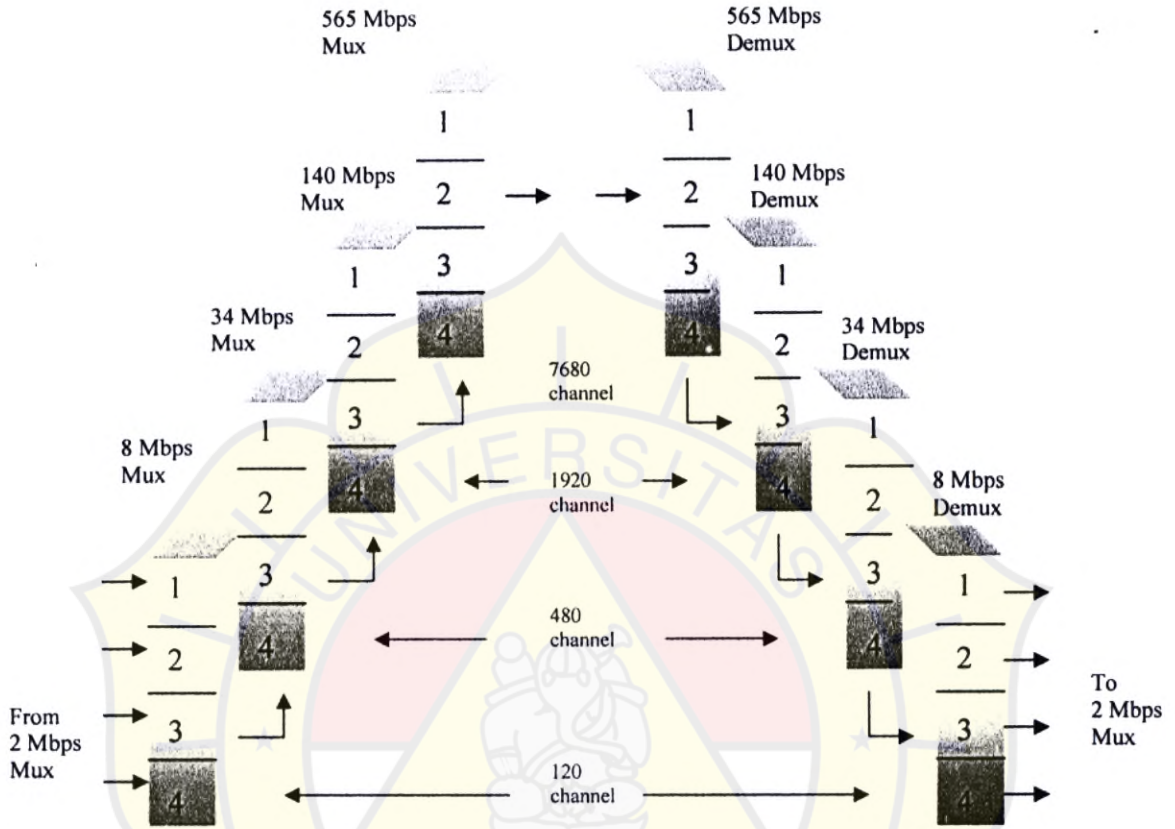 565 Mbps
Mux
565 Mbps
Demux
1
2
3
4
1
2
3
4
140 Mbps
Mux
140 Mbps
Demux
1
2
3
4
1
2
3
4
34 Mbps
Mux
34 Mbps
Demux
7680
channel
1
2
3
4
1
2
3
4
8 Mbps
Mux
1920
channel
8 Mbps
Demux
1
2
3
4
1
2
3
4
480
channel
From
2 Mbps
Mux
To
2 Mbps
Mux
120
channel
UNIVERSITAS